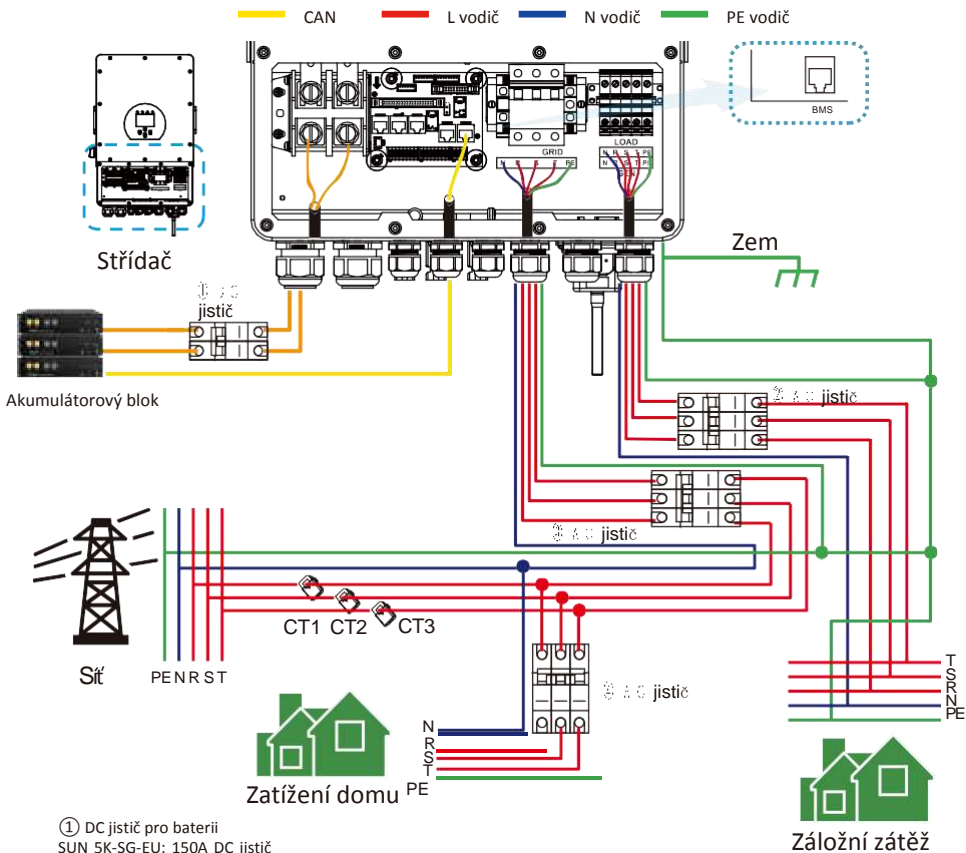 CAN L vodič N vodič PE vodič
BMS
GRID
LOAD
N R S T PE
Střídač
Zem
jistič
Akumulátorový blok
jistič
jistič
CT1 CT2 CT3
Síť
PE N R S T
jistič
T
S
R
N
PE
N
R
S
T
PE
Zatížení domu
Záložní zátěž
① DC jistič pro baterii
SUN 5K-SG-EU: 150A DC jistič